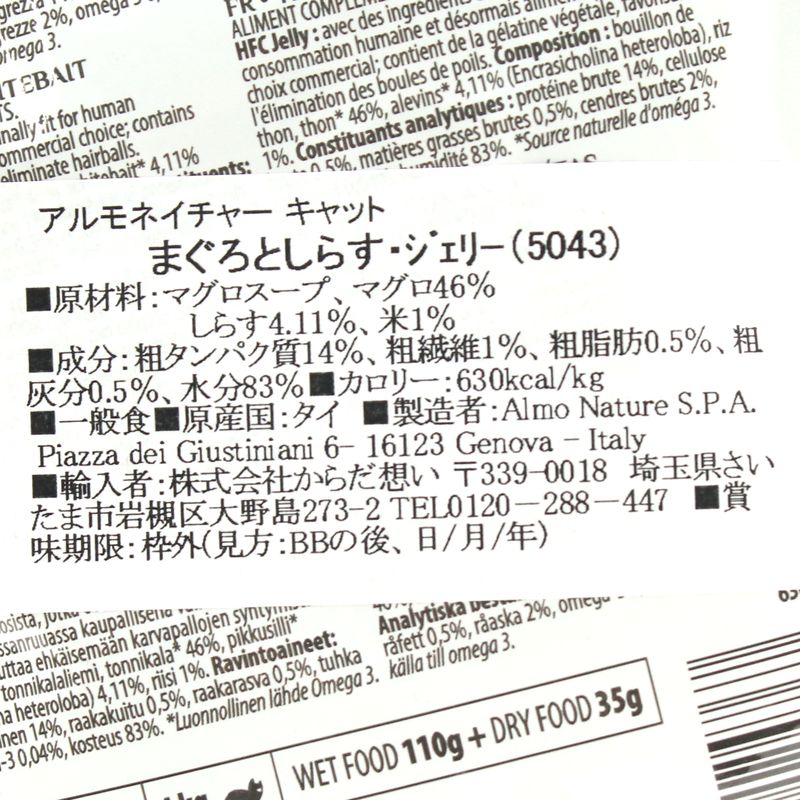 rezze 2%, omega 3.
omega 3.
ITEBAIT
fit for human
commercial choice; contains
eliminate hairballs.
whitebait* 4,11%
HFC Jelly : avec des ingrédients
consommation humaine et désormais
choix commercial; contient de la gélatine végétale,
l'élimination des boules de poils. Composition : bouillon de
thon, thon* 46%, alevins* 4,11% (Encrasicholina heteroloba), riz
1%. Constituants analytiques : protéine brute 14%, cellulose
0,5%, matières grasses brutes 0,5%, cendres brutes 2%,
humidité 83%. *Source naturelle d'oméga 3.
アルモネイチャー キャット
まぐろとしらす・ジェリー(5043)
■原材料:マグロスープ、マグロ46%
しらす4.11%、米1%
■成分:粗タンパク質14%、粗繊維1%、粗脂肪0.5%、粗
灰分0.5%、水分83%■カロリー:630kcal/kg
■一般食■原産国:タイ ■製造者:Almo Nature S.P.A.
Piazza dei Giustiniani 6- 16123 Genova - Italy
■輸入者:株式会社からだ想い 〒339-0018 埼玉県さい
たま市岩槻区大野島273-2 TEL0120-288-447 ■賞
味期限:枠外(見方:BBの後、日/月/年)
kaupallisena
ehkäisemään karvapallojen
tonnikalaliemi, tonnikala* 46%, pikkusilli*
heteroloba) 4,11%, riisi 1%. Ravintoaineet:
14%, raakakuitu 0,5%, raakarasva 0,5%, tuhka
0,04%, kosteus 83%. *Luonnollinen lähde Omega 3.
Analytiska
råfett 0,5%, råaska 2%, omega
källa till omega 3.
WET FOOD 110g + DRY FOOD 35g